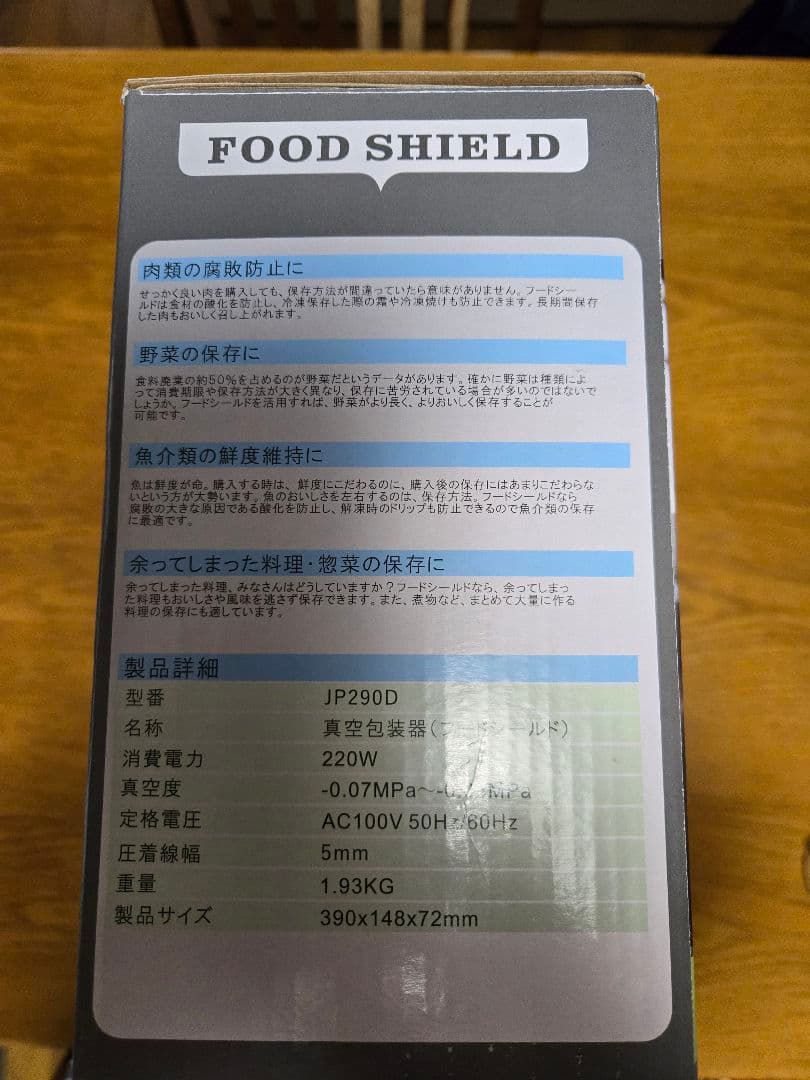 FOOD SHIELD
肉類の腐敗防止に
せっかく良い肉を購入しても、保存方法が間違っていたら意味がありません。フードシー
ルドは食材の酸化を防止し、冷凍保存した際の霜や冷凍焼けも防止できます。長期間保存
した肉もおいしく召し上がれます。
野菜の保存に
食料廃業の約50%を占めるのが野菜だというデータがあります。確かに野菜は種類によ
って消費期限や保存方法が大きく異なり、保存に苦労されている場合が多いのではないで
しょうか。フードシールドを活用すれば、野菜がより長く、よりおいしく保存することが
可能です。
魚介類の鮮度維持に
魚は鮮度が命。購入する時は、鮮度にこだわるのに、購入後の保存にはあまりこだわらな
いという方が大勢います。魚のおいしさを左右するのは、保存方法。フードシールドなら
腐敗の大きな原因である酸化を防止し、解凍時のドリップも防止できるので魚介類の保存
に最適です。
余ってしまった料理・惣菜の保存に
余ってしまった料理、みなさんはどうしていますか？フードシールドなら、余ってしまっ
た料理もおいしさや風味を逃さず保存できます。また、煮物など、まとめて大量に作る
料理の保存にも適しています。
製品詳細
型番 JP290D
名称 真空包装器(フードシールド)
消費電力 220W
真空度 -0.07MPa～ MPa
定格電圧 AC100V 50Hz/60Hz
圧着線幅 5mm
重量 1.93KG
製品サイズ 390x148x72mm